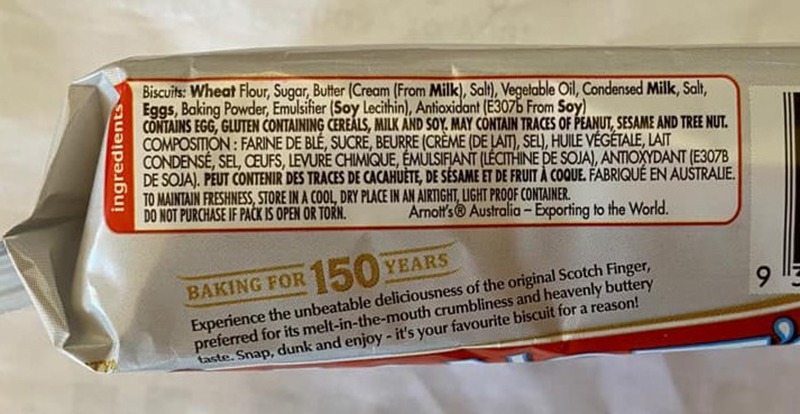 ingredients
Biscuits: Wheat Flour, Sugar, Butter (Cream (From Milk), Salt), Vegetable Oil, Condensed Milk, Salt,
Eggs, Baking Powder, Emulsifier (Soy Lecithin), Antioxidant (E307b From Soy)
CONTAINS EGG, GLUTEN CONTAINING CEREALS, MILK AND SOY. MAY CONTAIN TRACES OF PEANUT, SESAME AND TREE NUT.
COMPOSITION : FARINE DE BLÉ, SUCRE, BEURRE (CRÈME (DE LAIT), SEL), HUILE VÉGÉTALE, LAIT
CONDENSÉ, SEL, ŒUFS, LEVURE CHIMIQUE, ÉMULSIFIANT (LÉCITHINE DE SOJA), ANTIOXYDANT (E307B
DE SOJA). PEUT CONTENIR DES TRACES DE CACAHUÈTE, DE SÉSAME ET DE FRUIT À COQUE. FABRIQUÉ EN AUSTRALIE.
TO MAINTAIN FRESHNESS, STORE IN A COOL, DRY PLACE IN AN AIRTIGHT, LIGHT PROOF CONTAINER.
DO NOT PURCHASE IF PACK IS OPEN OR TORN. Arnott's® Australia – Exporting to the World.
BAKING FOR 150 YEARS
Experience the unbeatable deliciousness of the original Scotch Finger,
preferred for its melt-in-the-mouth crumbliness and heavenly buttery
taste. Snap, dunk and enjoy - it's your favourite biscuit for a reason!
9